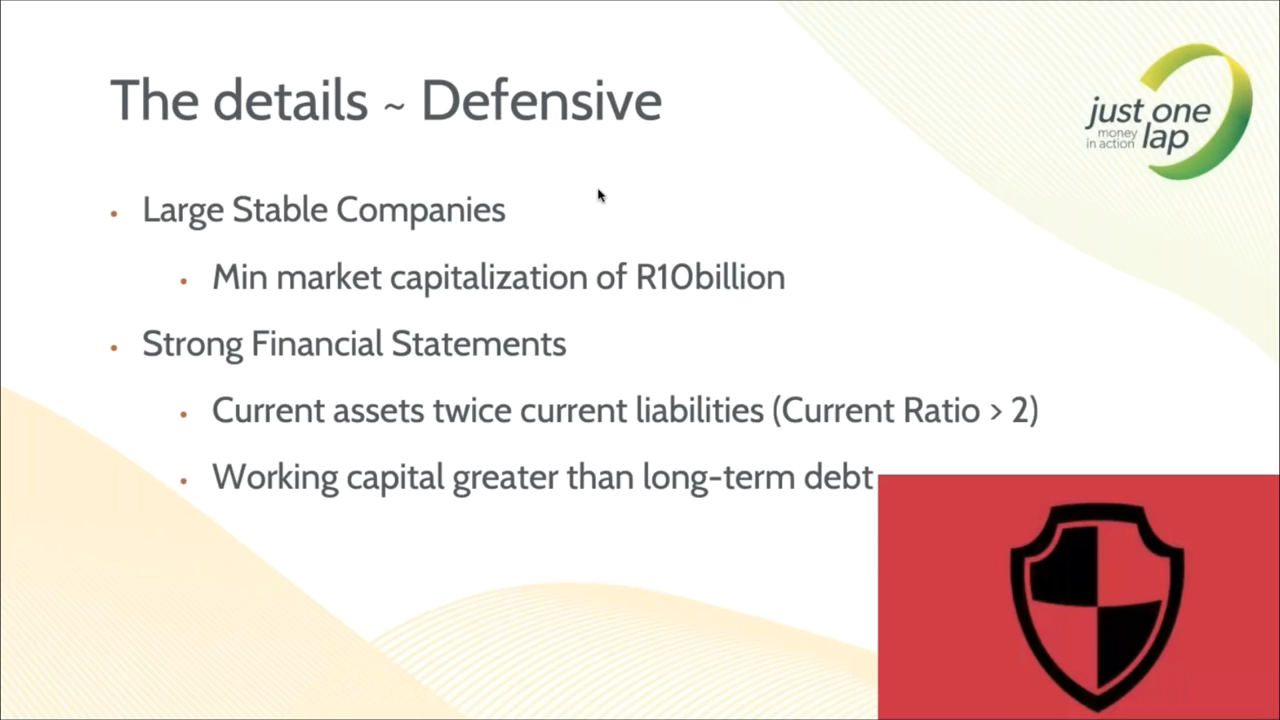 The details ~ Defensive
just one
money
in action lap
• Large Stable Companies
• Min market capitalization of R10billion
• Strong Financial Statements
• Current assets twice current liabilities (Current Ratio > 2)
• Working capital greater than long-term debt